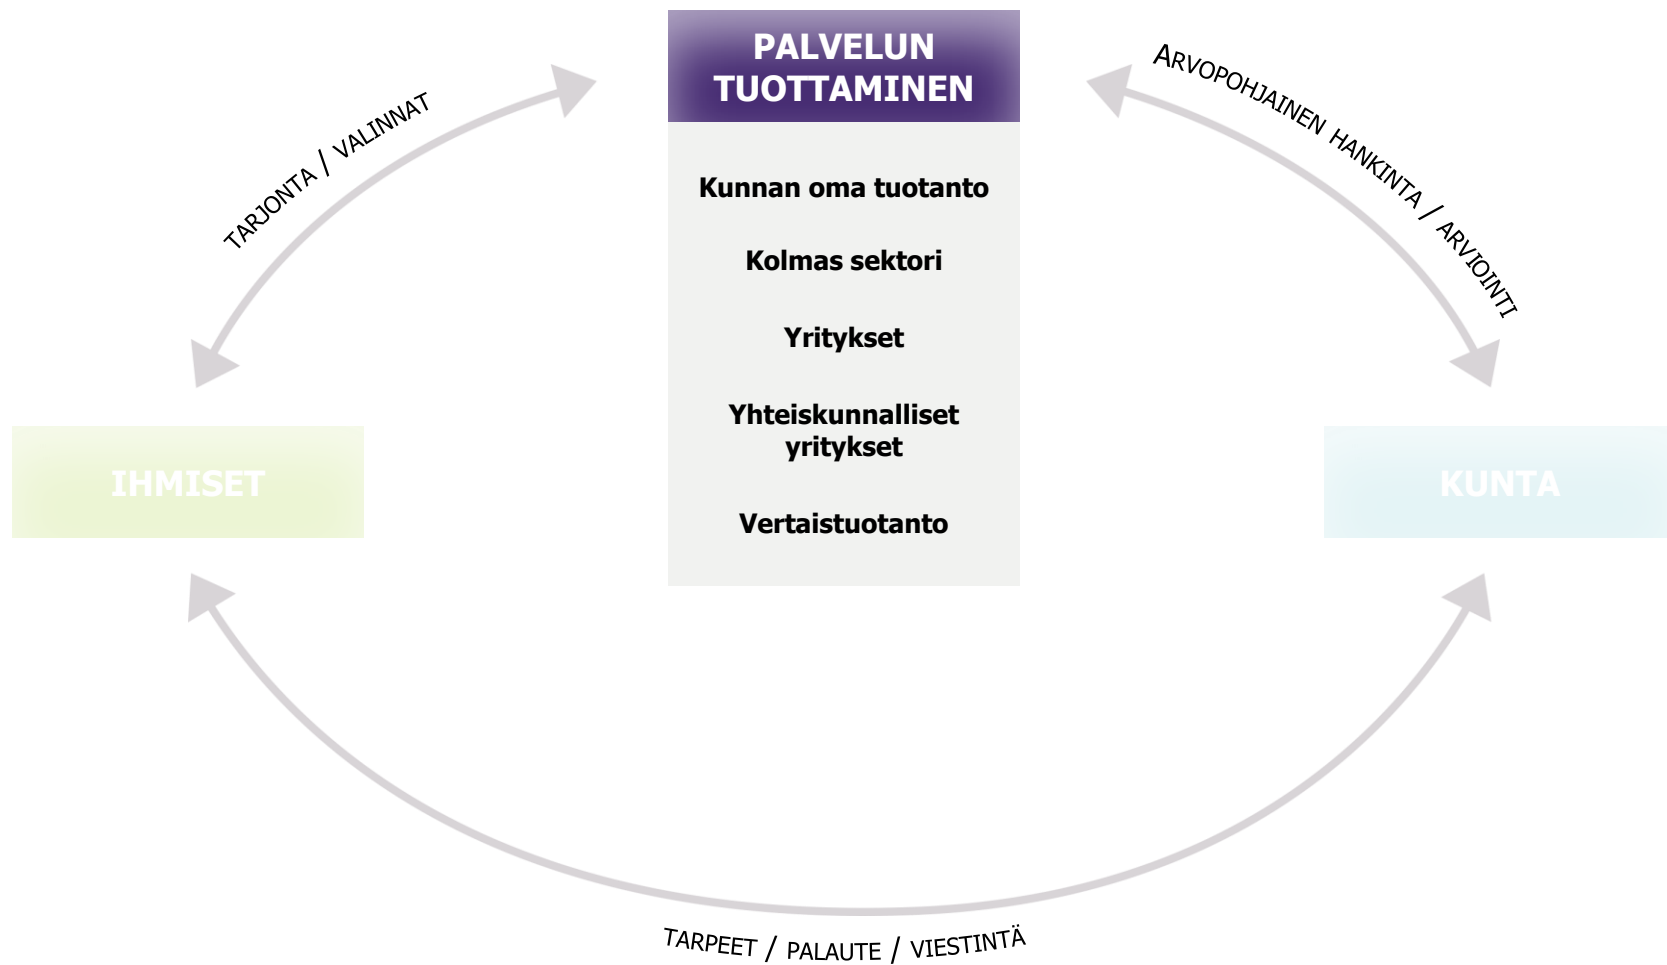 PALVELUN
TUOTTAMINEN
TARJONTA / VALINNAT
ARVOPOHJAINEN HANKINTA / ARVIOINTI
Kunnan oma tuotanto
Kolmas sektori
Yritykset
Yhteiskunnalliset
yritykset
Vertaistuotanto
IHMISET
KUNTA
TARPEET / PALAUTE / VIESTINTÄ